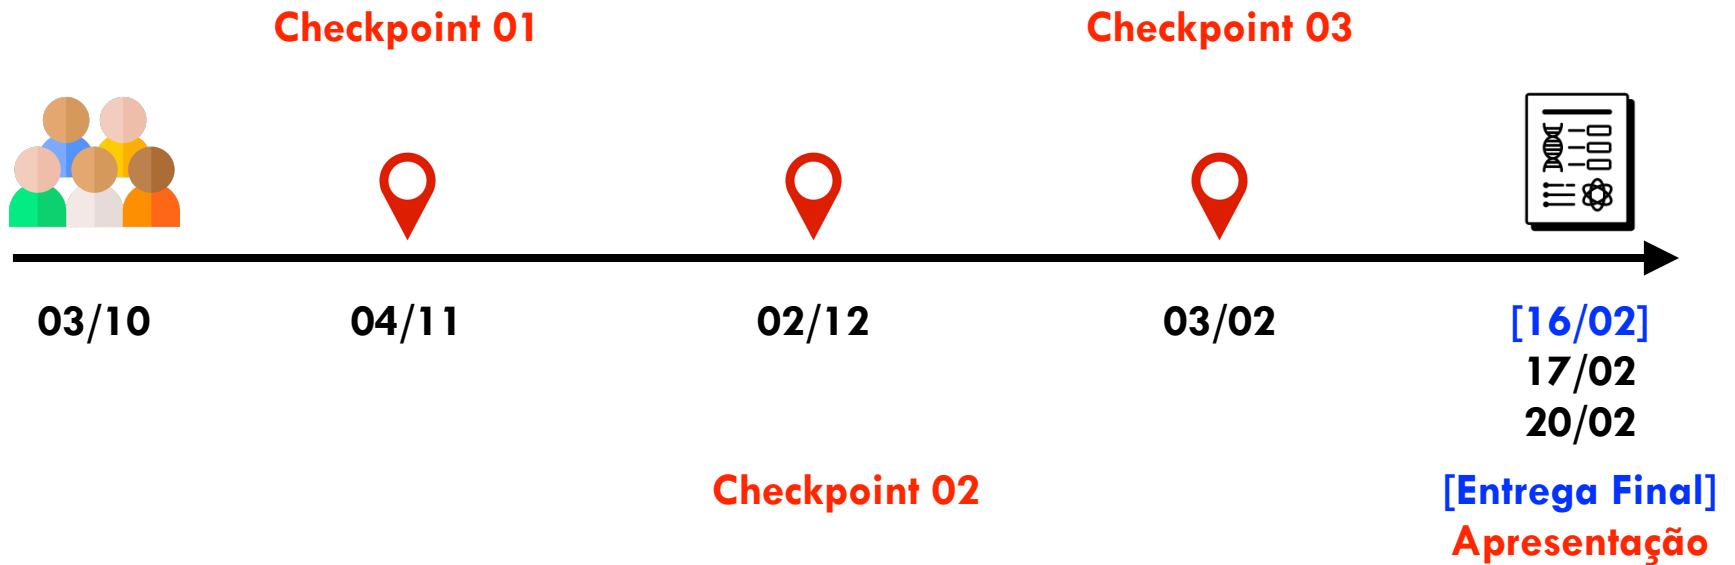 Checkpoint 01
Checkpoint 03
03/10
04/11
02/12
03/02
[16/02]
17/02
20/02
Checkpoint 02
[Entrega Final]
Apresentação